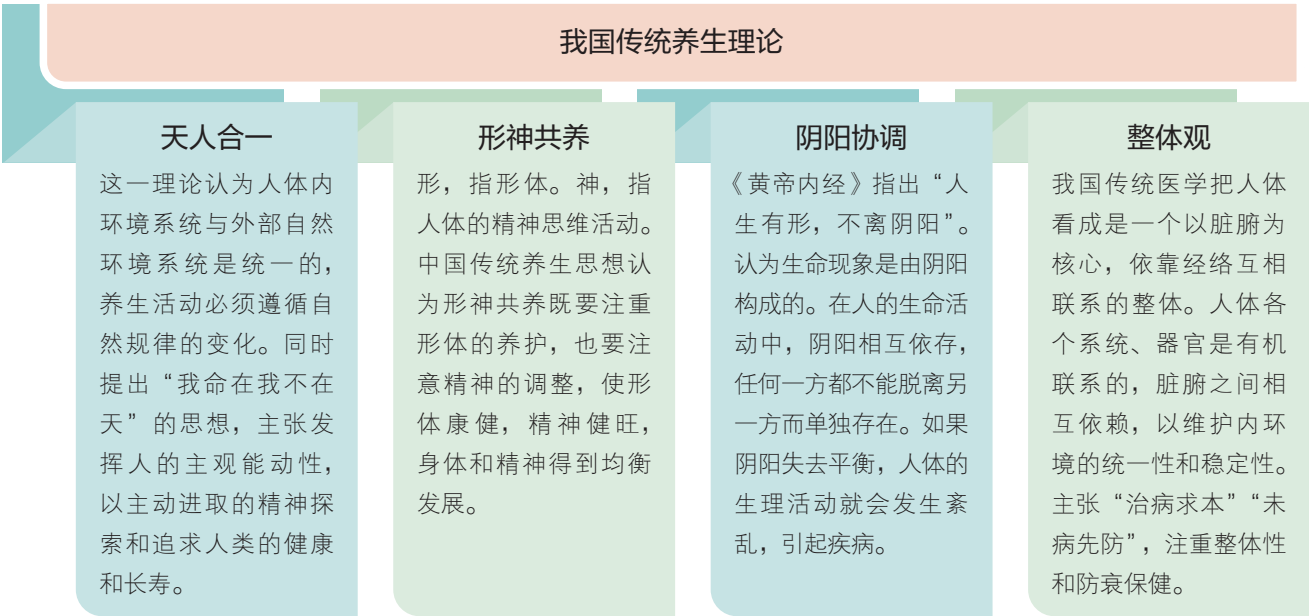 我国传统养生理论
天人合一
这一理论认为人体内
环境系统与外部自然
环境系统是统一的，
养生活动必须遵循自
然规律的变化。同时
提出“我命在我不在
天”的思想，主张发
挥人的主观能动性，
以主动进取的精神探
索和追求人类的健康
和长寿。
形神共养
形，指形体。神，指
人体的精神思维活动。
中国传统养生思想认
为形神共养既要注重
形体的养护，也要注
意精神的调整，使形
体康健，精神健旺，
身体和精神得到均衡
发展。
阴阳协调
《黄帝内经》指出“人
生有形，不离阴阳”。
认为生命现象是由阴阳
构成的。在人的生命活
动中，阴阳相互依存，
任何一方都不能脱离另
一方而单独存在。如果
阴阳失去平衡，人体的
生理活动就会发生紊
乱，引起疾病。
整体观
我国传统医学把人体
看成是一个以脏腑为
核心，依靠经络互相
联系的整体。人体各
个系统、器官是有机
联系的，脏腑之间相
互依赖，以维护内环
境的统一性和稳定性。
主张“治病求本”“未
病先防”，注重整体性
和防衰保健。